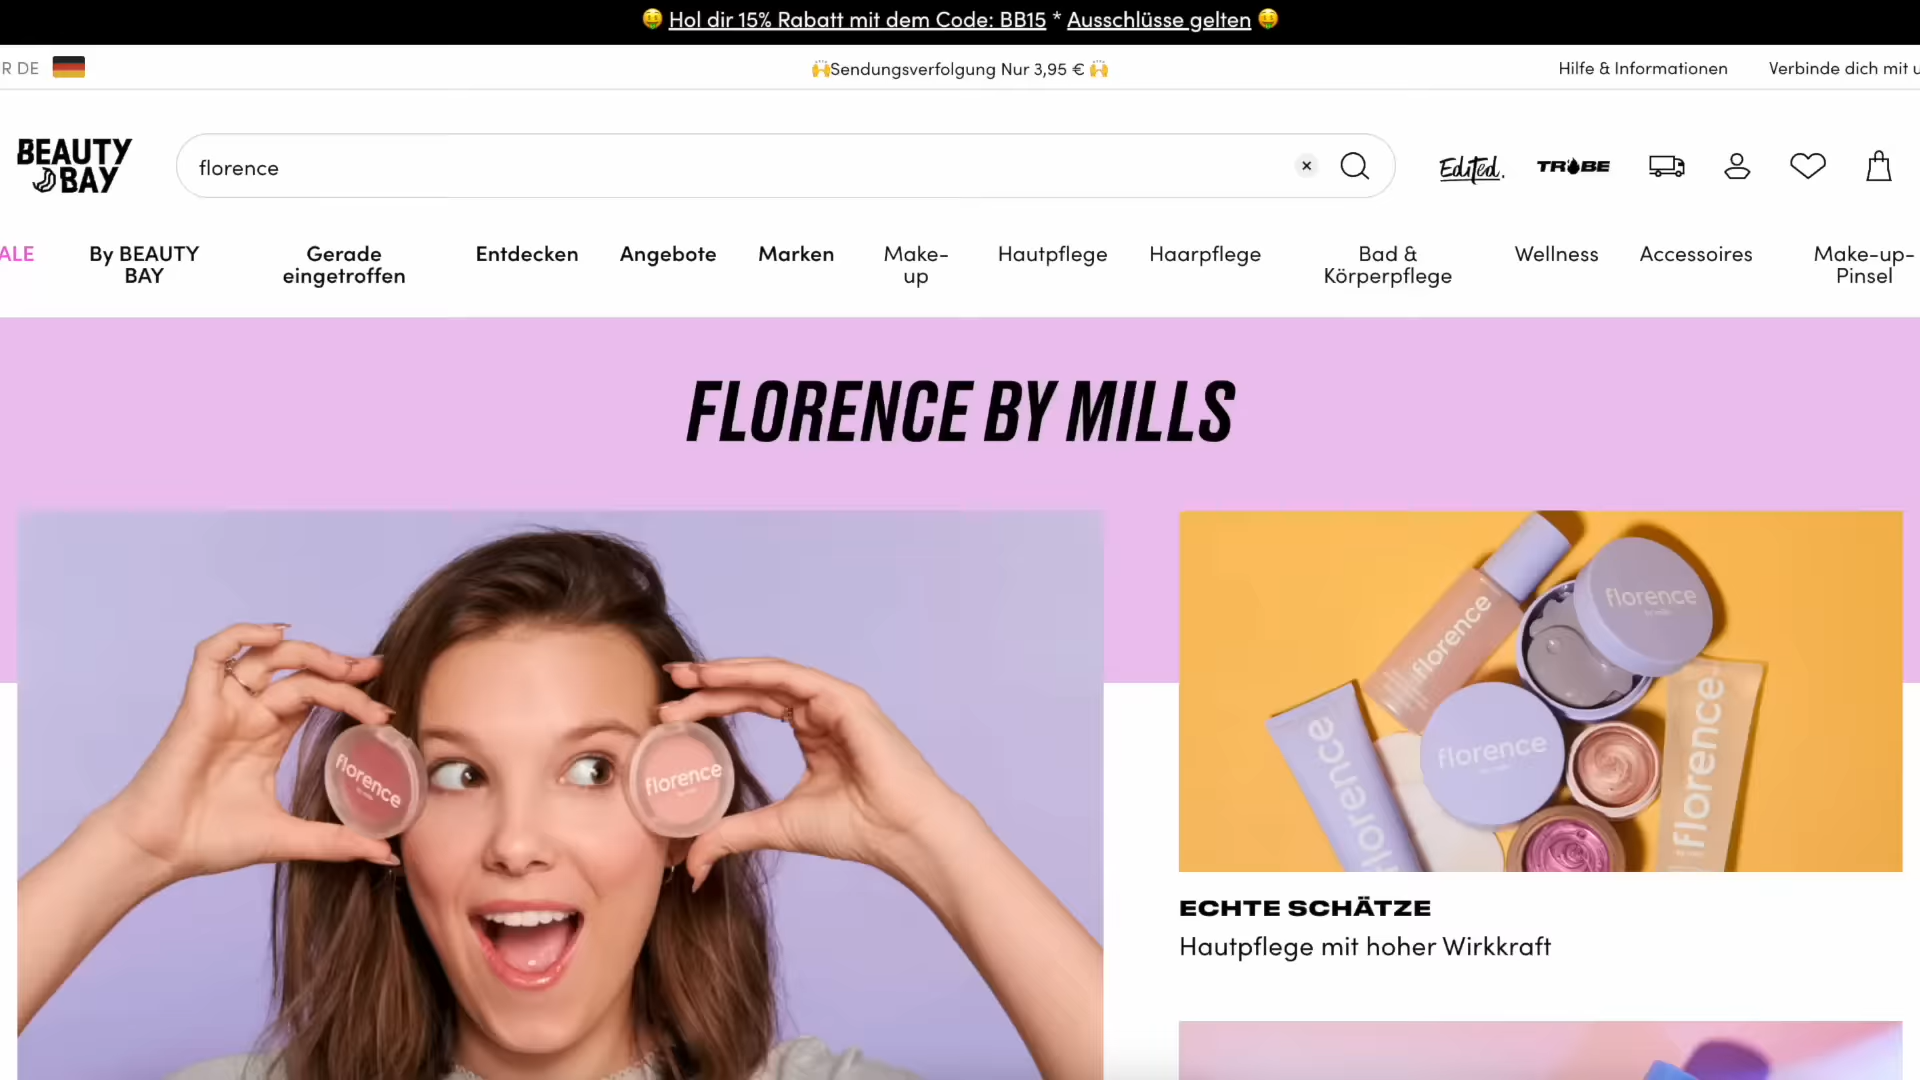 Hol dir 15% Rabatt mit dem Code: BB15 * Ausschlüsse gelten
R DE
Sendungsverfolgung Nur 3,95 €
Hilfe & Informationen
Verbinde dich mit u
BEAUTY
BAY
florence
Edited.
TRIBE
ALE
By BEAUTY
BAY
Gerade
eingetroffen
Entdecken
Angebote
Marken
Make-
up
Hautpflege
Haarpflege
Bad &
Körperpflege
Wellness
Accessoires
Make-up-
Pinsel
FLORENCE BY MILLS
florence
florence
florence
florence
florence
florence
florence
ECHTE SCHÄTZE
Hautpflege mit hoher Wirkkraft